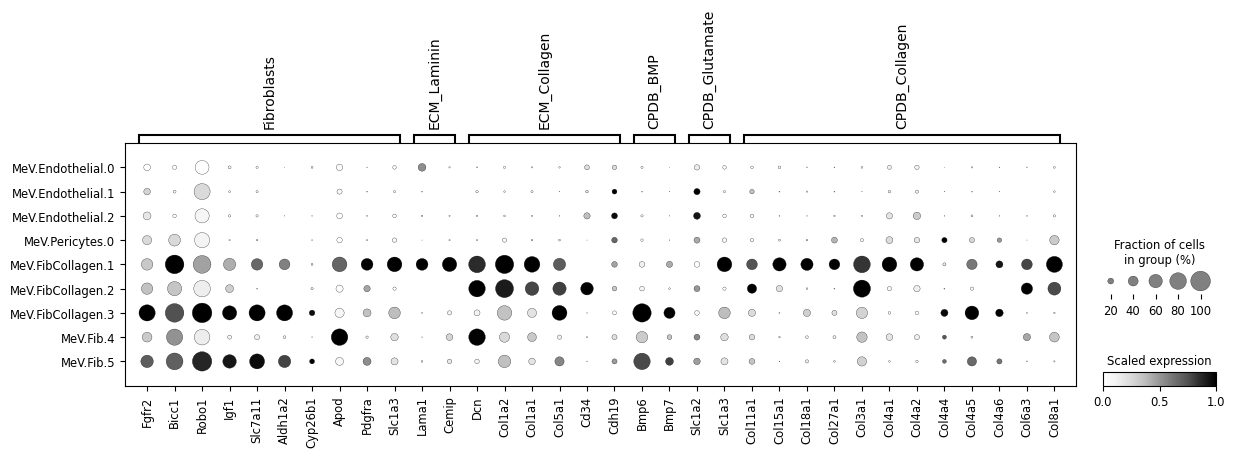 Fibroblasts
ECM_Laminin
ECM_Collagen
CPDB_BMP
CPDB_Glutamate
CPDB_Collagen
MeV.Endothelial.0
MeV.Endothelial.1
MeV.Endothelial.2
MeV.Pericytes.0
MeV.FibCollagen.1
MeV.FibCollagen.2
MeV.FibCollagen.3
MeV.Fib.4
MeV.Fib.5
Fgfr2
Bicc1
Robo1
Igf1
Slc7a11
Aldh1a2
Cyp26b1
Apod
Pdgfra
Slc1a3
Lama1
Cemip
Dcn
Col1a2
Col1a1
Col5a1
Cd34
Cdh19
Bmp6
Bmp7
Slc1a2
Slc1a3
Col11a1
Col15a1
Col18a1
Col27a1
Col3a1
Col4a1
Col4a2
Col4a4
Col4a5
Col4a6
Col6a3
Col8a1
Fraction of cells
in group (%)
20 40 60 80 100
Scaled expression
0.0 0.5 1.0